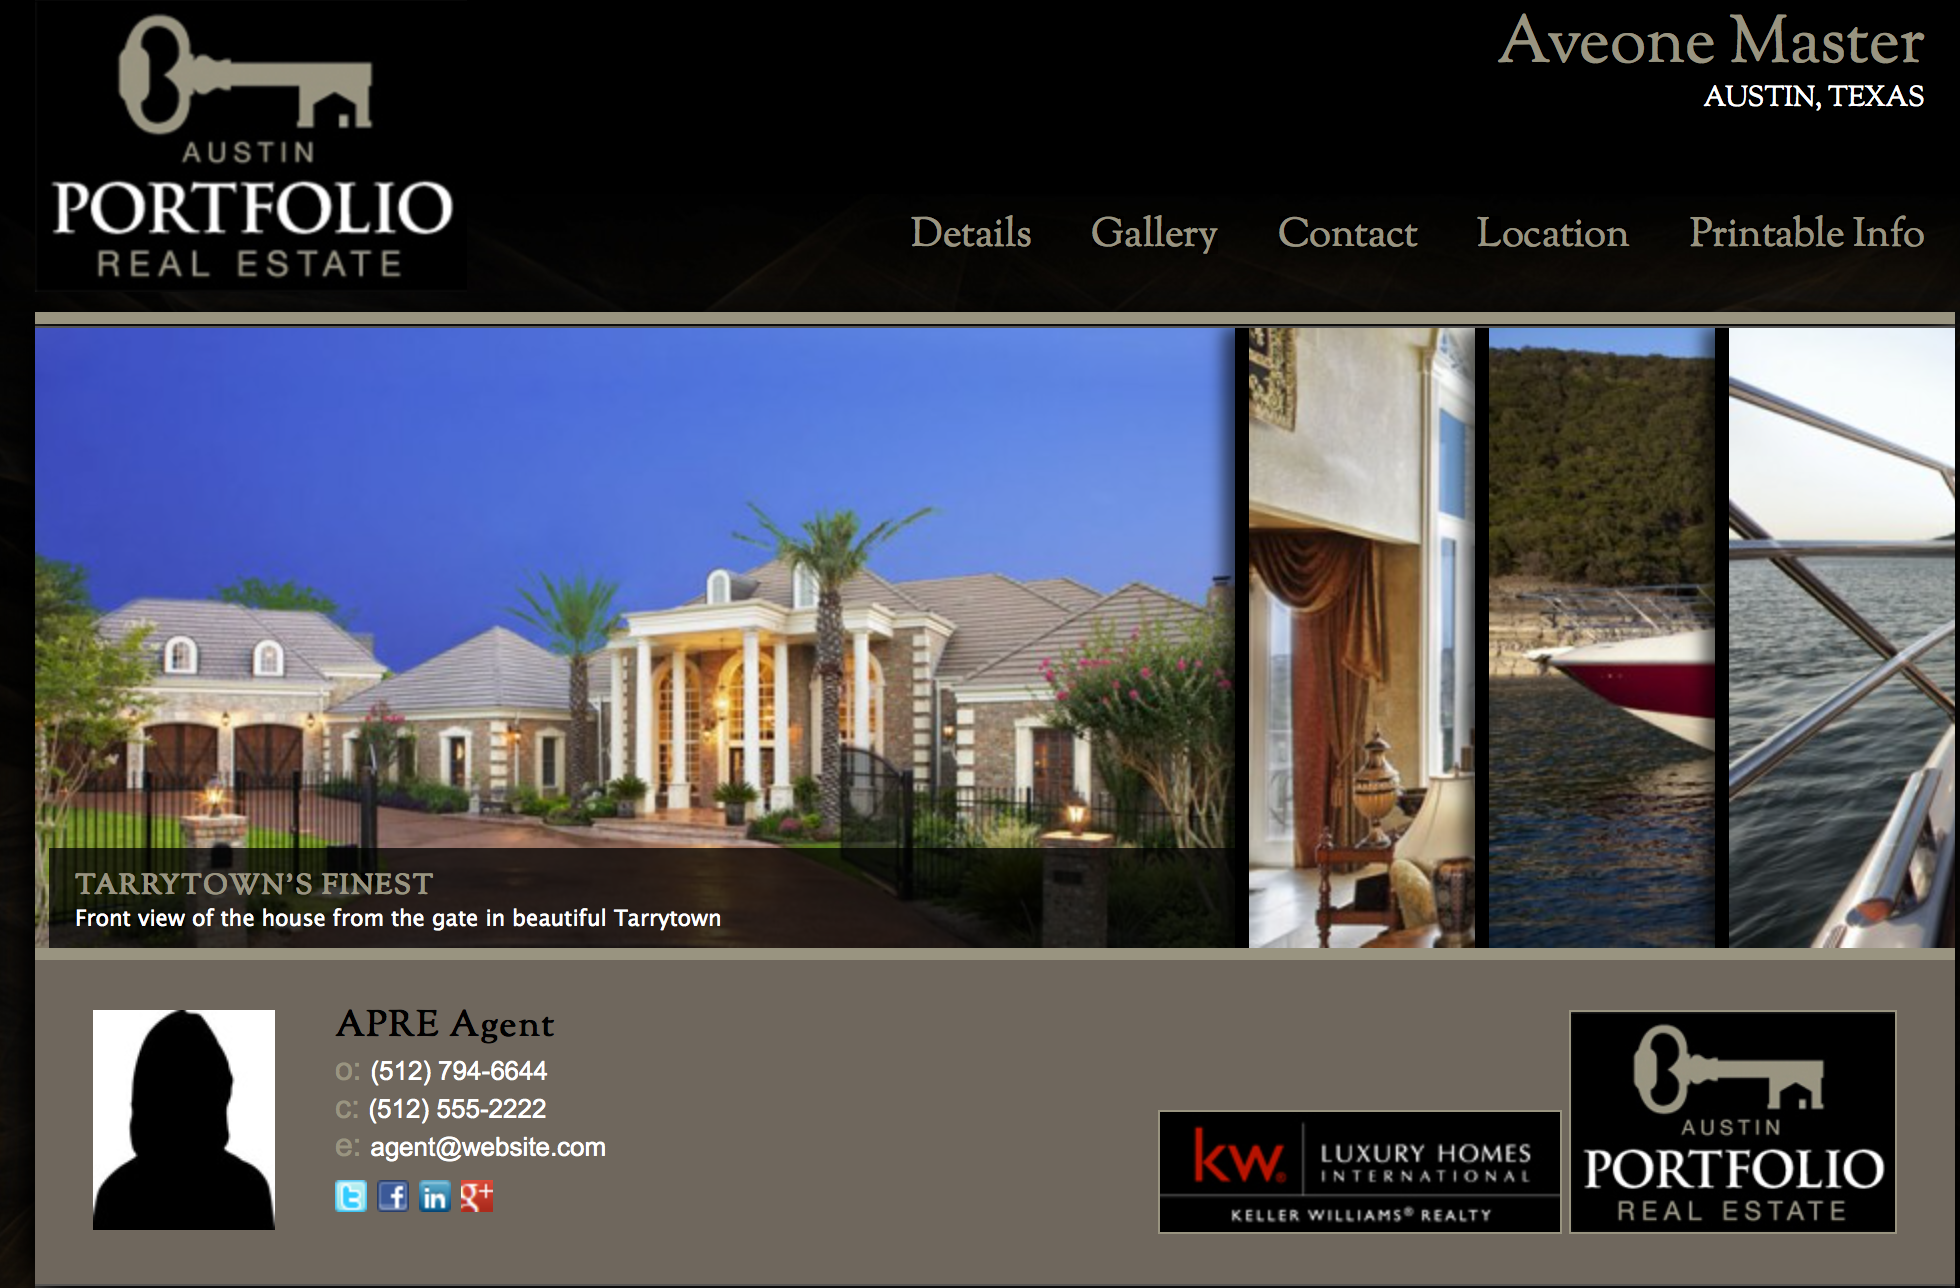 AUSTIN
PORTFOLIO
REAL ESTATE
Aveone Master
AUSTIN, TEXAS
Details Gallery Contact Location Printable Info
TARRYTOWN'S FINEST
Front view of the house from the gate in beautiful Tarrytown
APRE Agent
o: (512) 794-6644
c: (512) 555-2222
e: agent@website.com
t f in g+
kw® LUXURY HOMES
INTERNATIONAL
KELLER WILLIAMS® REALTY
AUSTIN
PORTFOLIO
REAL ESTATE